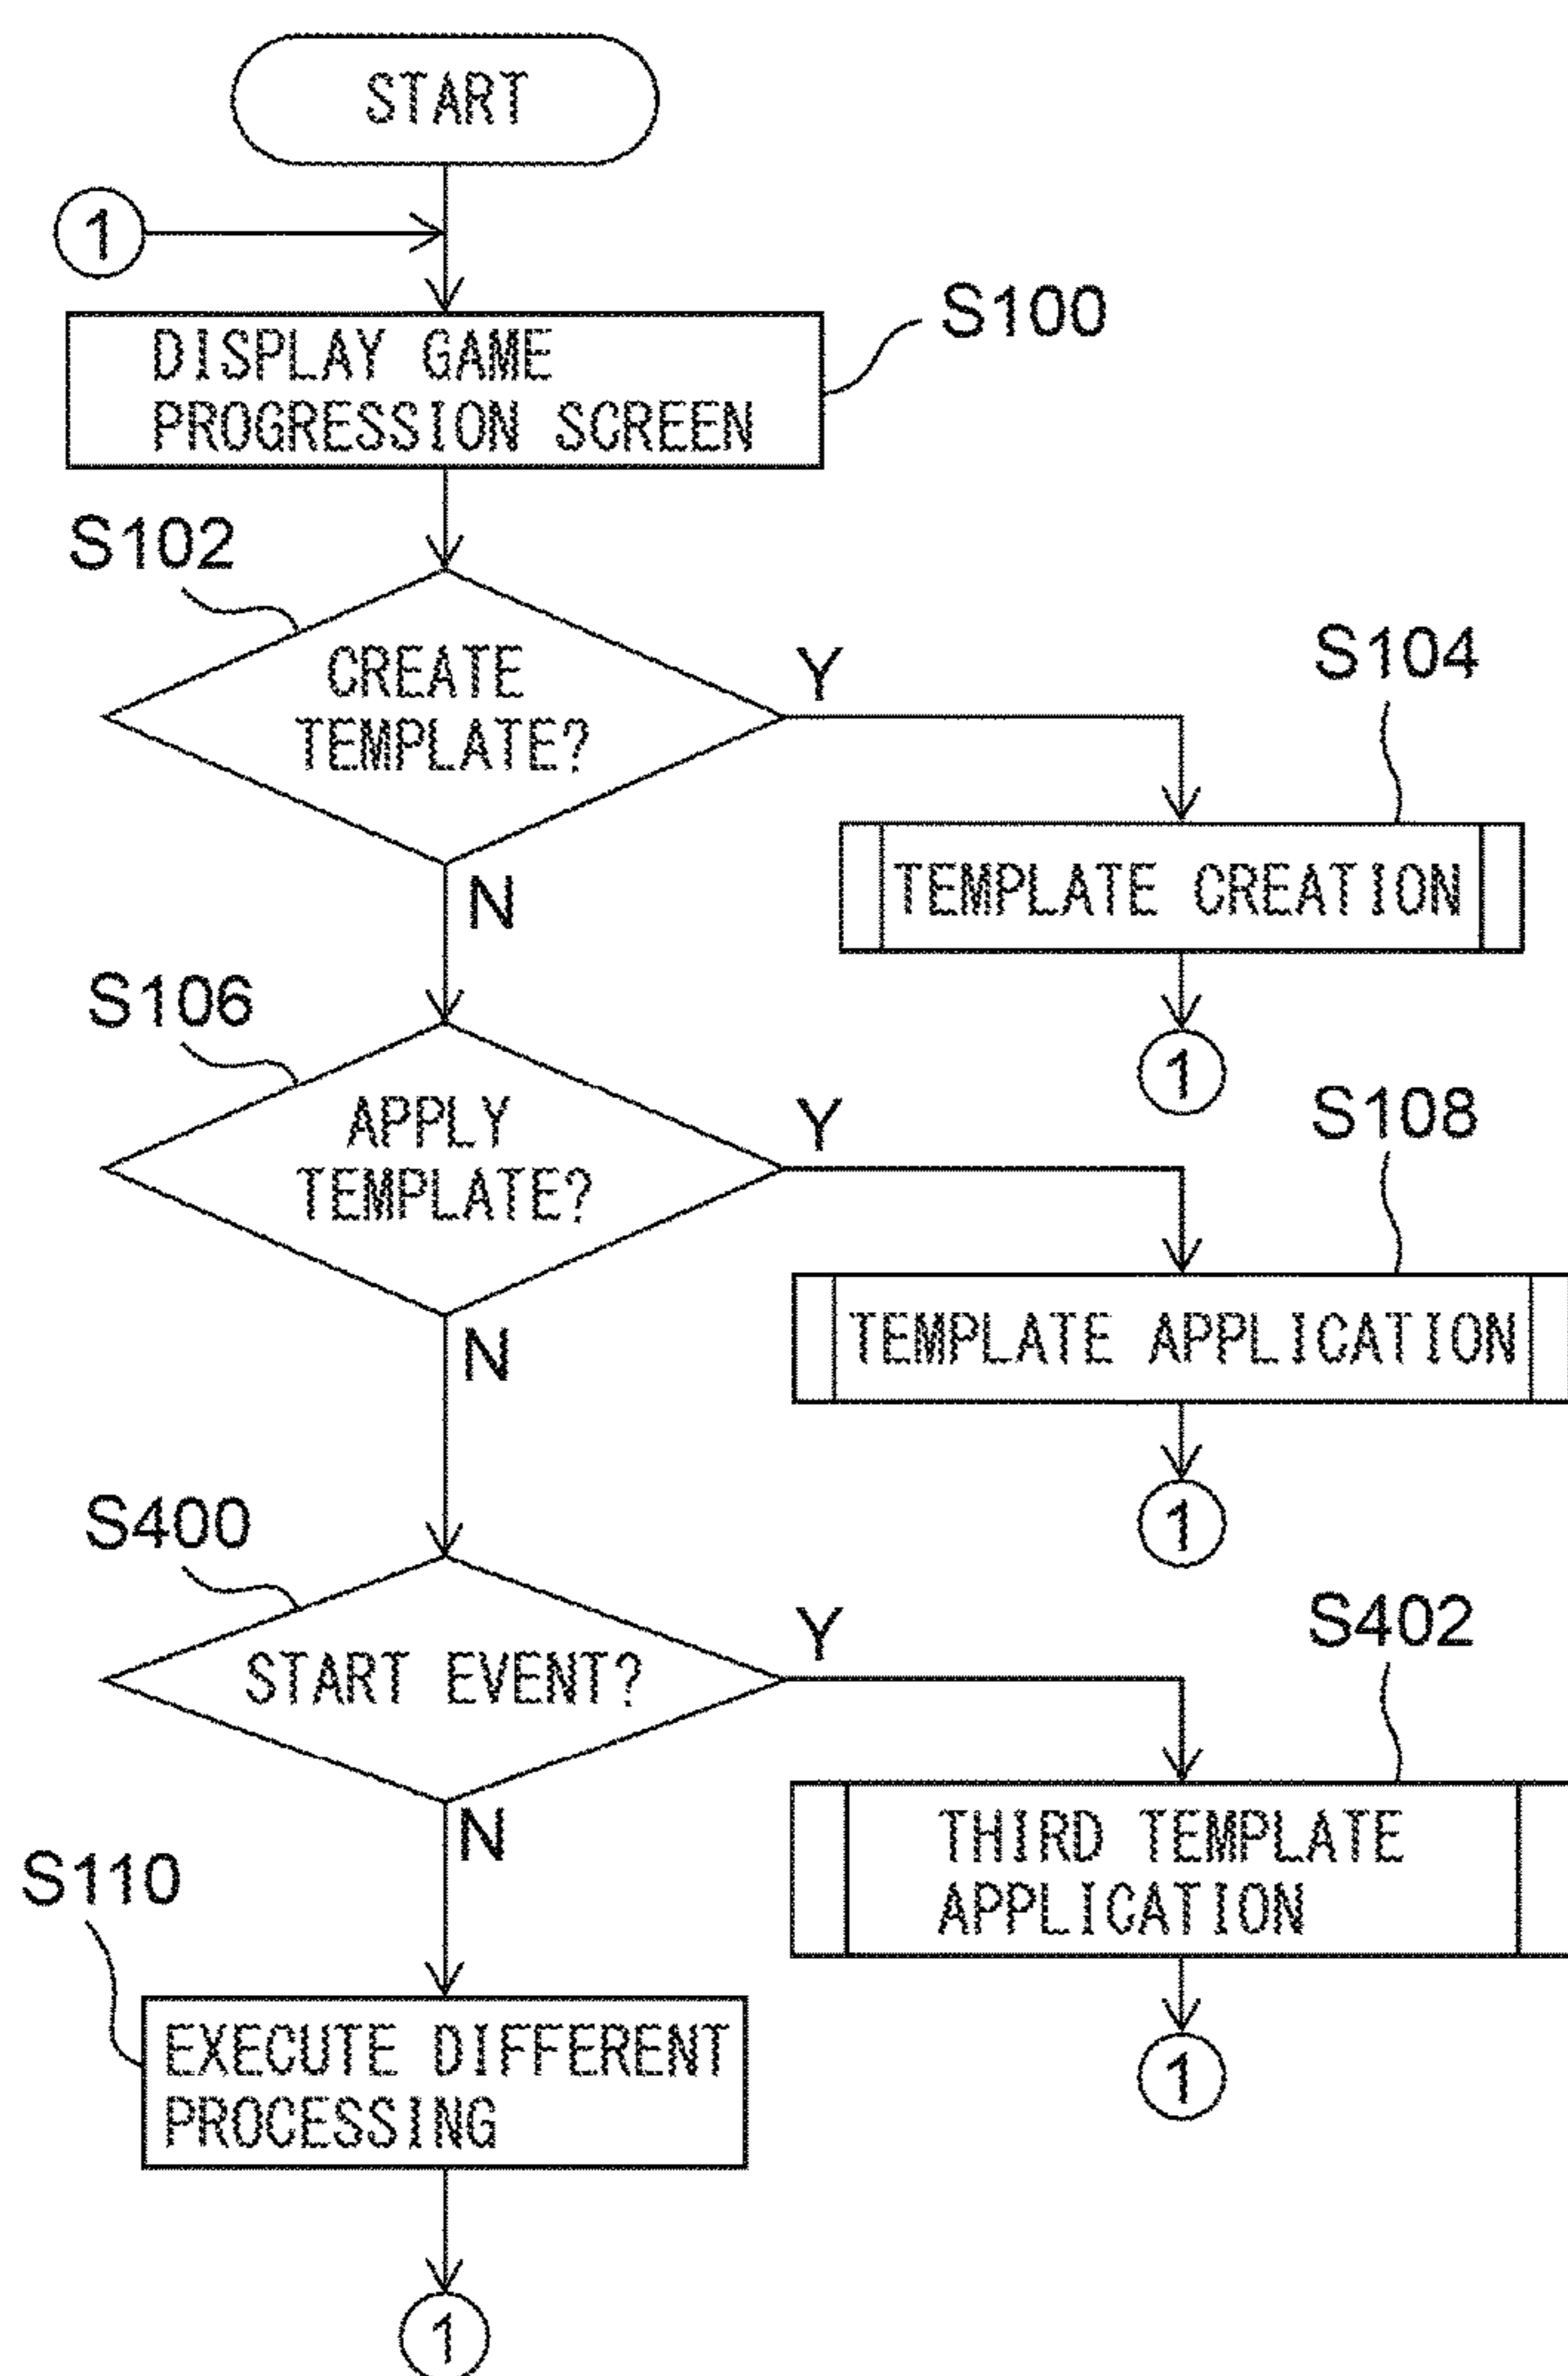 START
1
S100
DISPLAY GAME
PROGRESSION SCREEN
S102
CREATE
TEMPLATE?
Y
S104
TEMPLATE CREATION
N
1
S106
APPLY
TEMPLATE?
Y
S108
TEMPLATE APPLICATION
N
1
S400
START EVENT?
Y
S402
THIRD TEMPLATE
APPLICATION
N
1
S110
EXECUTE DIFFERENT
PROCESSING
1